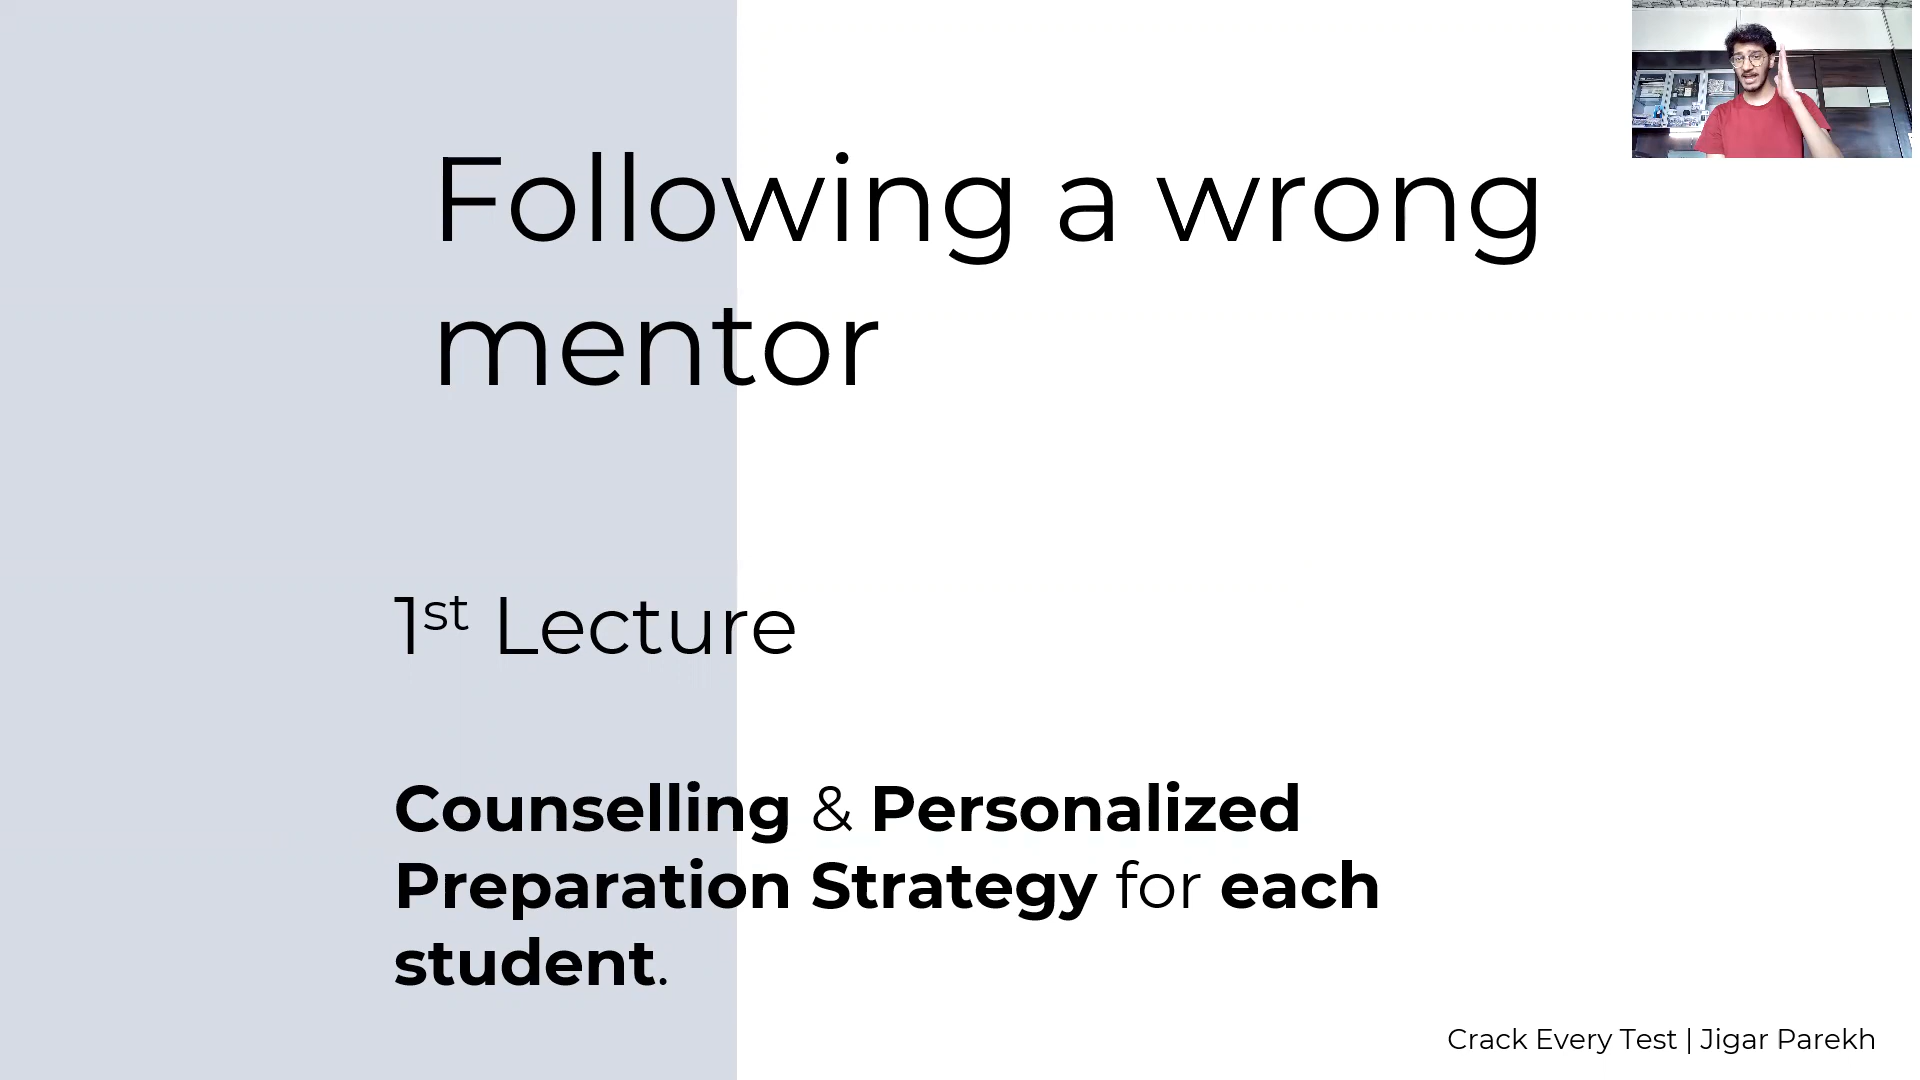 Following a wrong
mentor
1st Lecture
Counselling & Personalized
Preparation Strategy for each
student.
Crack Every Test | Jigar Parekh